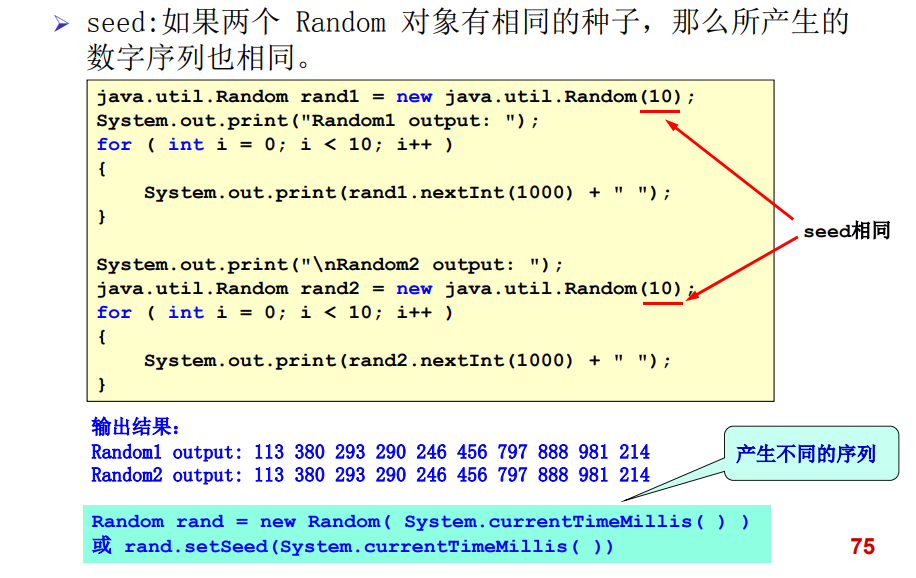 ➢ seed:如果两个 Random 对象有相同的种子，那么所产生的
数字序列也相同。
java.util.Random rand1 = new java.util.Random(10);
System.out.print("Random1 output: ");
for ( int i = 0; i < 10; i++ )
{
    System.out.print(rand1.nextInt(1000) + " ");
}

System.out.print("\nRandom2 output: ");
java.util.Random rand2 = new java.util.Random(10);
for ( int i = 0; i < 10; i++ )
{
    System.out.print(rand2.nextInt(1000) + " ");
}
seed相同
输出结果：
Random1 output: 113 380 293 290 246 456 797 888 981 214
Random2 output: 113 380 293 290 246 456 797 888 981 214
产生不同的序列
Random rand = new Random( System.currentTimeMillis( ) )
或 rand.setSeed(System.currentTimeMillis( ))
75